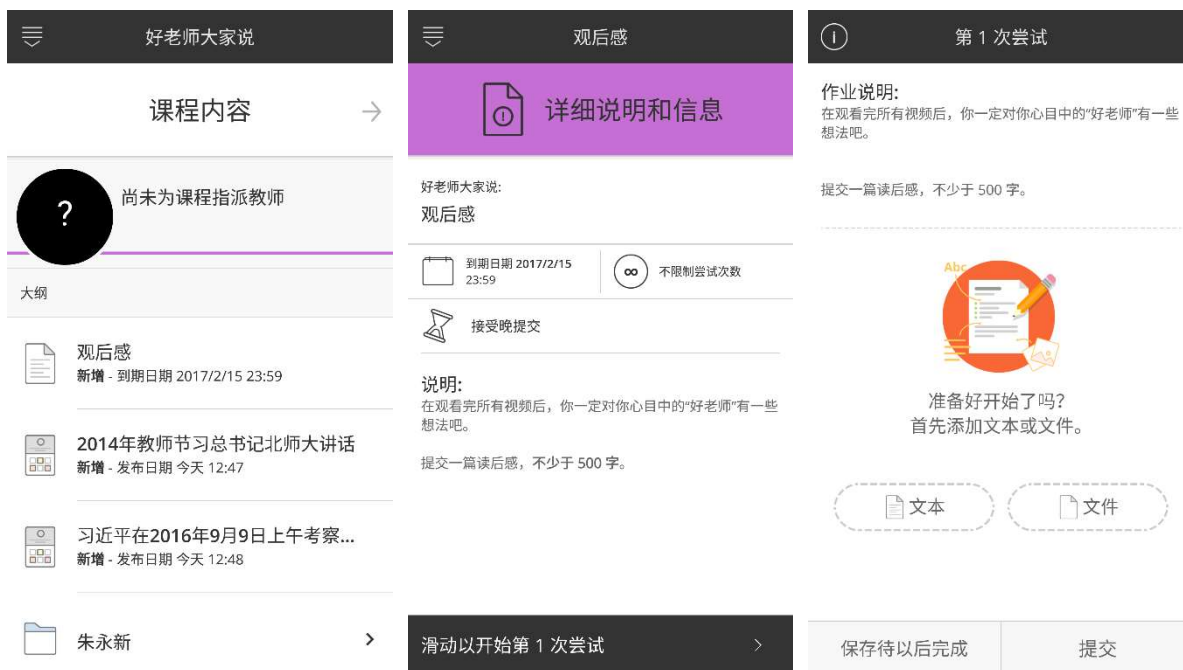 好老师大家说
课程内容
?
尚未为课程指派教师
大纲
观后感
新增 - 到期日期 2017/2/15 23:59
2014年教师节习总书记北师大讲话
新增 - 发布日期 今天 12:47
习近平在2016年9月9日上午考察...
新增 - 发布日期 今天 12:48
朱永新
观后感
详细说明和信息
好老师大家说:
观后感
到期日期 2017/2/15
23:59
∞
不限制尝试次数
接受晚提交
说明:
在观看完所有视频后，你一定对你心目中的“好老师”有一些
想法吧。
提交一篇读后感，不少于 500 字。
滑动以开始第 1 次尝试
第 1 次尝试
作业说明:
在观看完所有视频后，你一定对你心目中的“好老师”有一些
想法吧。
提交一篇读后感，不少于 500 字。
Abc
准备好开始了吗?
首先添加文本或文件。
文本
文件
保存待以后完成
提交